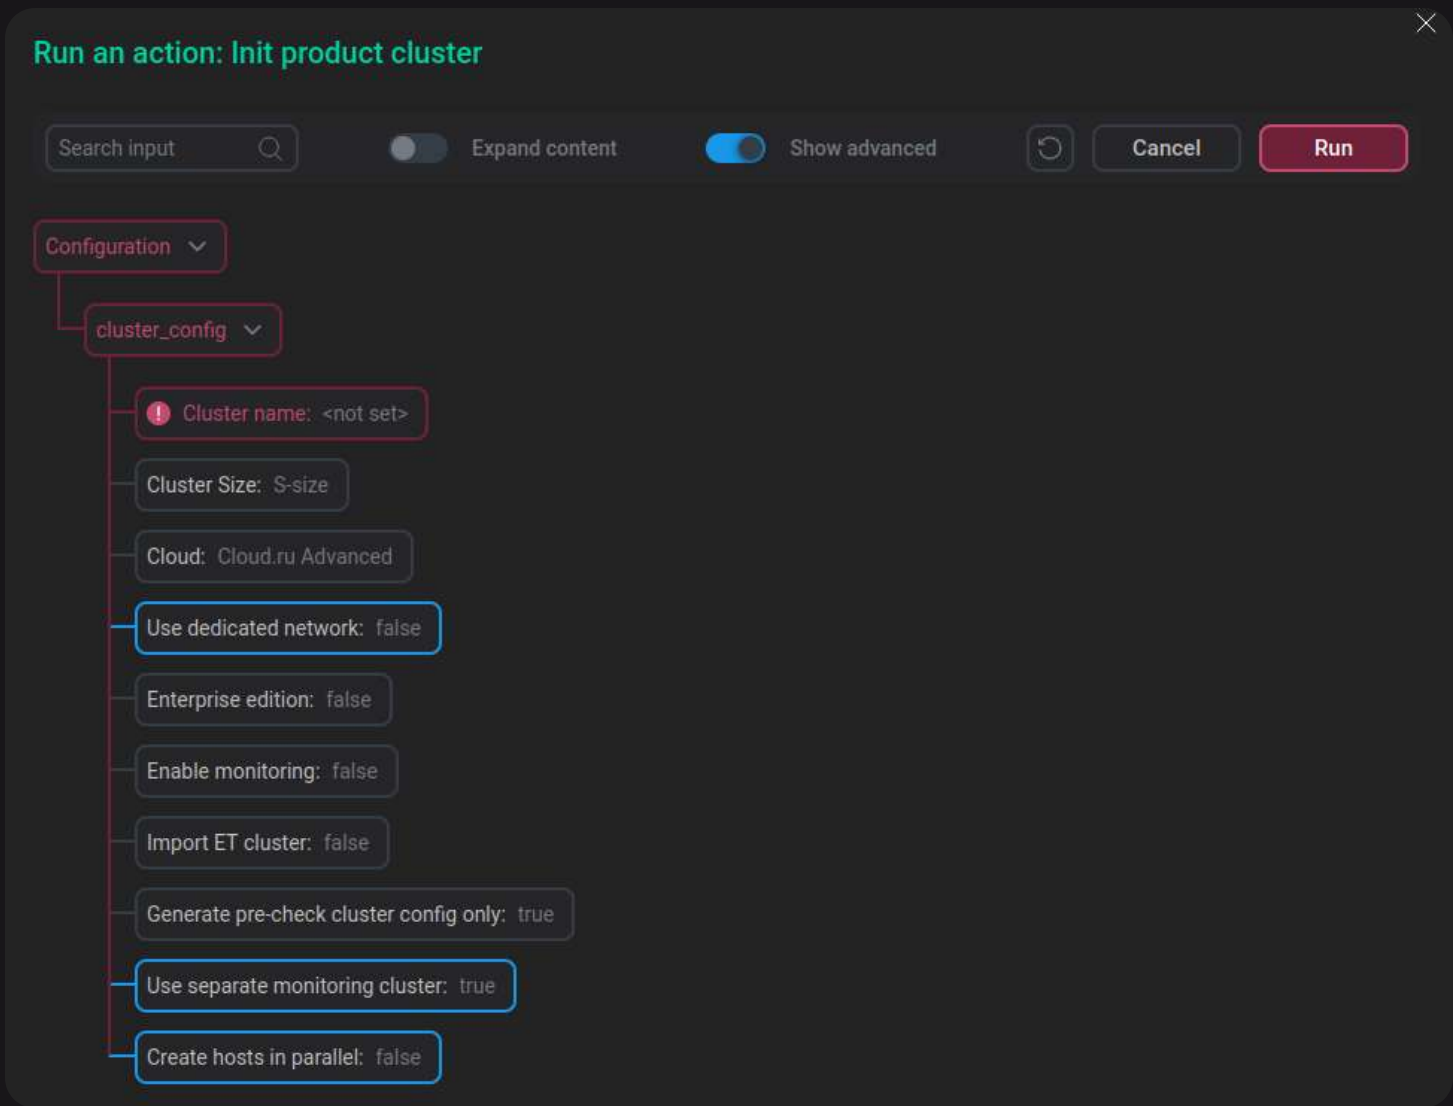 Run an action: Init product cluster
Search input
Expand content
Show advanced
Cancel
Run
Configuration
cluster_config
Cluster name: <not set>
Cluster Size: S-size
Cloud: Cloud.ru Advanced
Use dedicated network: false
Enterprise edition: false
Enable monitoring: false
Import ET cluster: false
Generate pre-check cluster config only: true
Use separate monitoring cluster: true
Create hosts in parallel: false